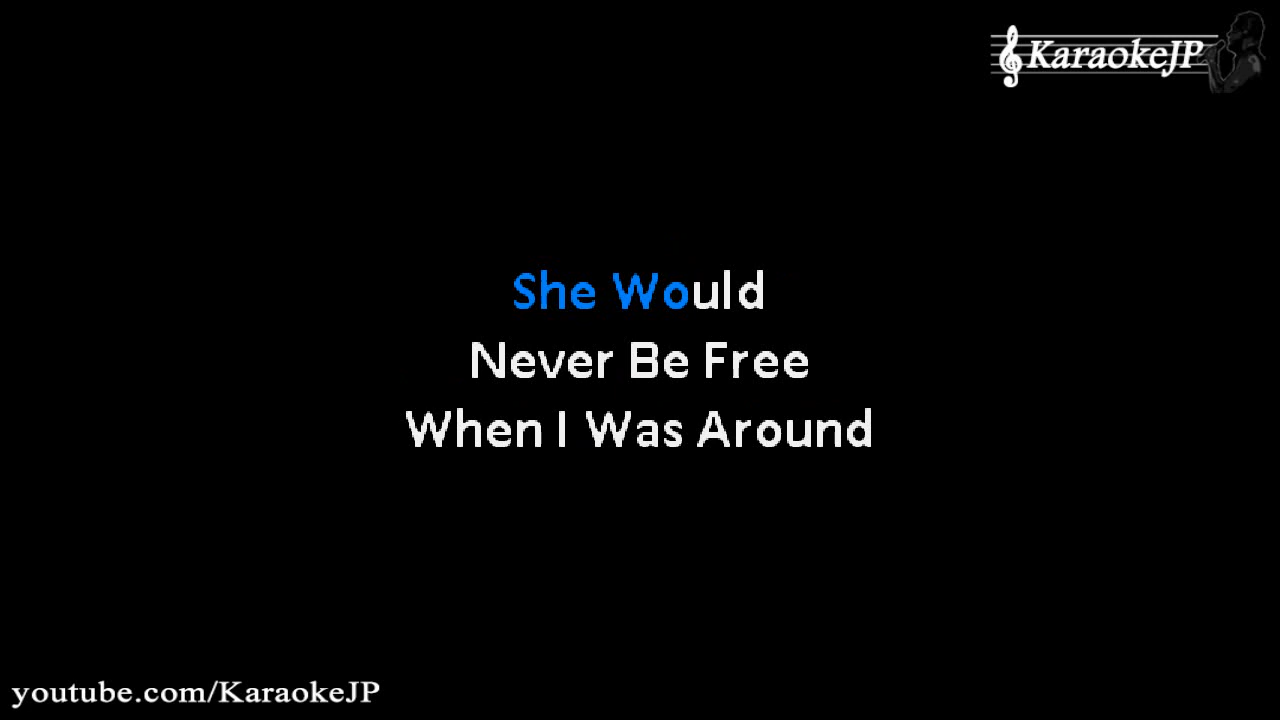 KaraokeJP
She Would
Never Be Free
When I Was Around
youtube.com/KaraokeJP